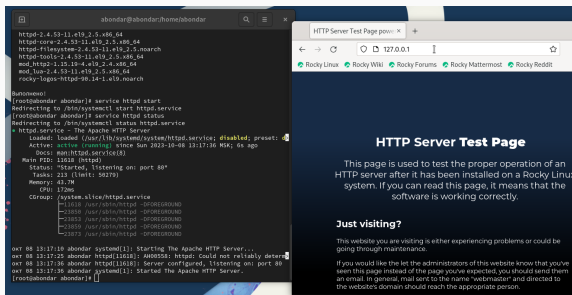 abondar@abondar:/home/abondar
httpd-2.4.53-11.el9_2.5.x86_64
httpd-core-2.4.53-11.el9_2.5.x86_64
httpd-filesystem-2.4.53-11.el9_2.5.noarch
httpd-tools-2.4.53-11.el9_2.5.x86_64
mod_http2-1.15.19-4.el9_2.4.x86_64
mod_lua-2.4.53-11.el9_2.5.x86_64
rocky-logos-httpd-90.14-1.el9.noarch
Выполнено!
[root@abondar abondar]# service httpd start
Redirecting to /bin/systemctl start httpd.service
[root@abondar abondar]# service httpd status
Redirecting to /bin/systemctl status httpd.service
● httpd.service - The Apache HTTP Server
Loaded: loaded (/usr/lib/systemd/system/httpd.service; disabled; preset: d>
Active: active (running) since Sun 2023-10-08 13:17:36 MSK; 6s ago
Docs: man:httpd.service(8)
Main PID: 11618 (httpd)
Status: "Started, listening on: port 80"
Tasks: 213 (limit: 50279)
Memory: 43.7M
CPU: 172ms
CGroup: /system.slice/httpd.service
├─11618 /usr/sbin/httpd -DFOREGROUND
/usr/sbin/httpd -DFOREGROUND
/usr/sbin/httpd -DFOREGROUND
/usr/sbin/httpd -DFOREGROUND
/usr/sbin/httpd -DFOREGROUND
окт 08 13:17:10 abondar systemd[1]: Starting The Apache HTTP Server...
окт 08 13:17:25 abondar httpd[11618]: AH00558: httpd: Could not reliably determ>
окт 08 13:17:36 abondar httpd[11618]: Server configured, listening on: port 80
окт 08 13:17:36 abondar systemd[1]: Started The Apache HTTP Server.
[root@abondar abondar]#
HTTP Server Test Page powe
127.0.0.1
Rocky Linux Rocky Wiki Rocky Forums Rocky Mattermost Rocky Reddit
HTTP Server Test Page
This page is used to test the proper operation of an
HTTP server after it has been installed on a Rocky Linux
system. If you can read this page, it means that the
software is working correctly.
Just visiting?
This website you are visiting is either experiencing problems or could be
going through maintenance.
If you would like the let the administrators of this website know that you've
seen this page instead of the page you've expected, you should send them
an email. In general, mail sent to the name "webmaster" and directed to
the website's domain should reach the appropriate person.